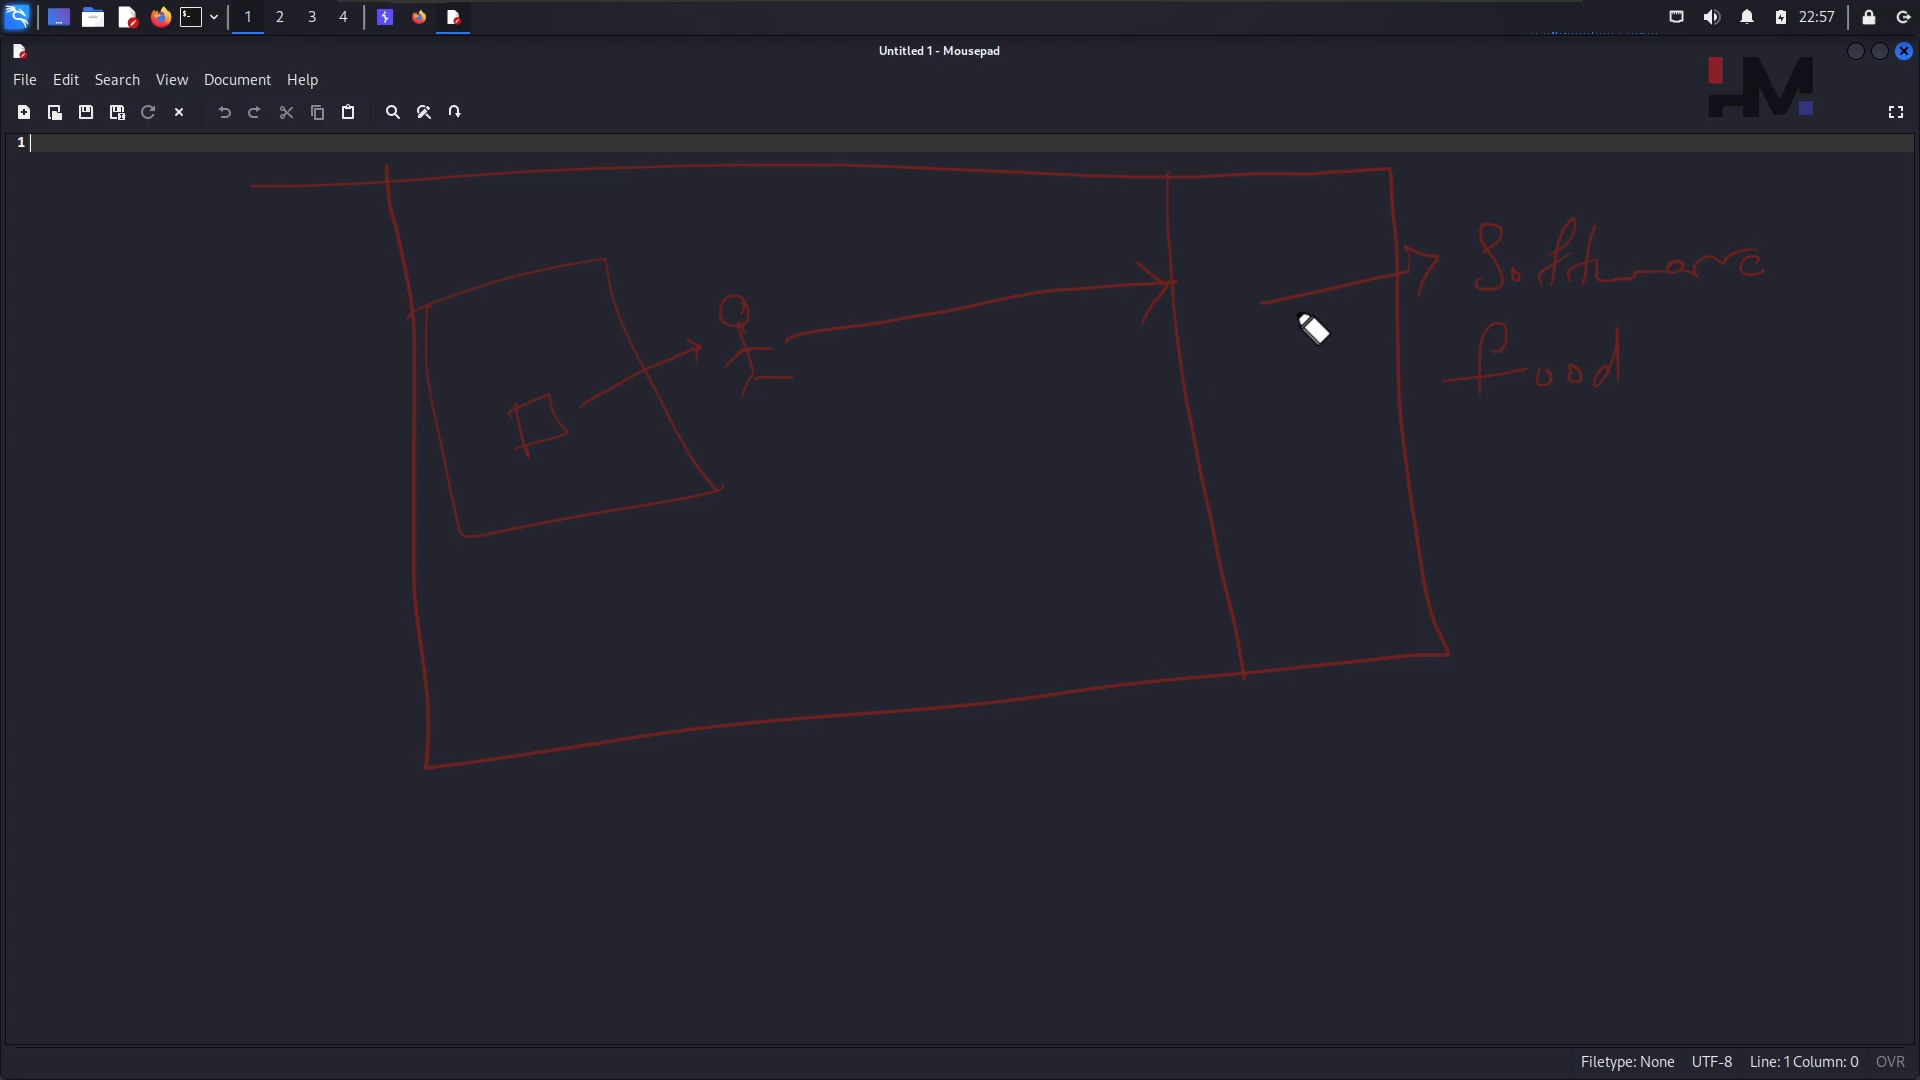 1 2 3 4 22:57
Untitled 1 - Mousepad
HM
File Edit Search View Document Help
1
Software
food
Filetype: None UTF-8 Line: 1 Column: 0 OVR